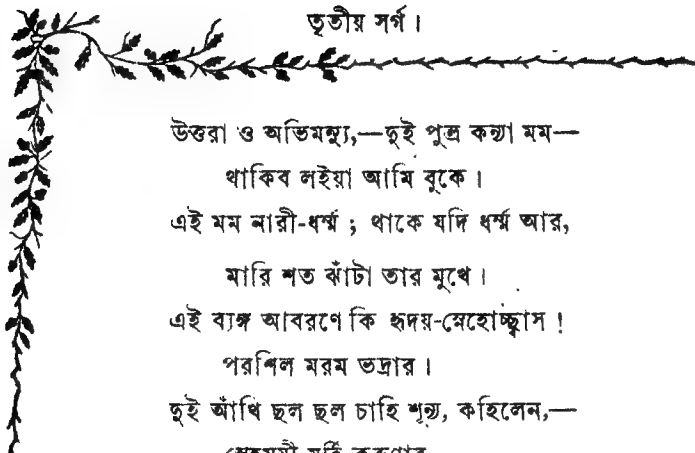 তৃতীয় সর্গ।
উত্তরা ও অভিমন্যু,—দুই পুত্র কন্যা মম—
থাকিব লইয়া আমি বুকে।
এই মম নারী-ধর্ম্ম ; থাকে যদি ধর্ম্ম আর,
মারি শত ঝাঁটা তার মুখে।
এই ব্যঙ্গ আবরণে কি হৃদয়-স্নেহোচ্ছ্বাস !
পরশিল মরম ভদ্রার।
দুই আঁখি ছল ছল চাহি শূন্য, কহিলেন,—